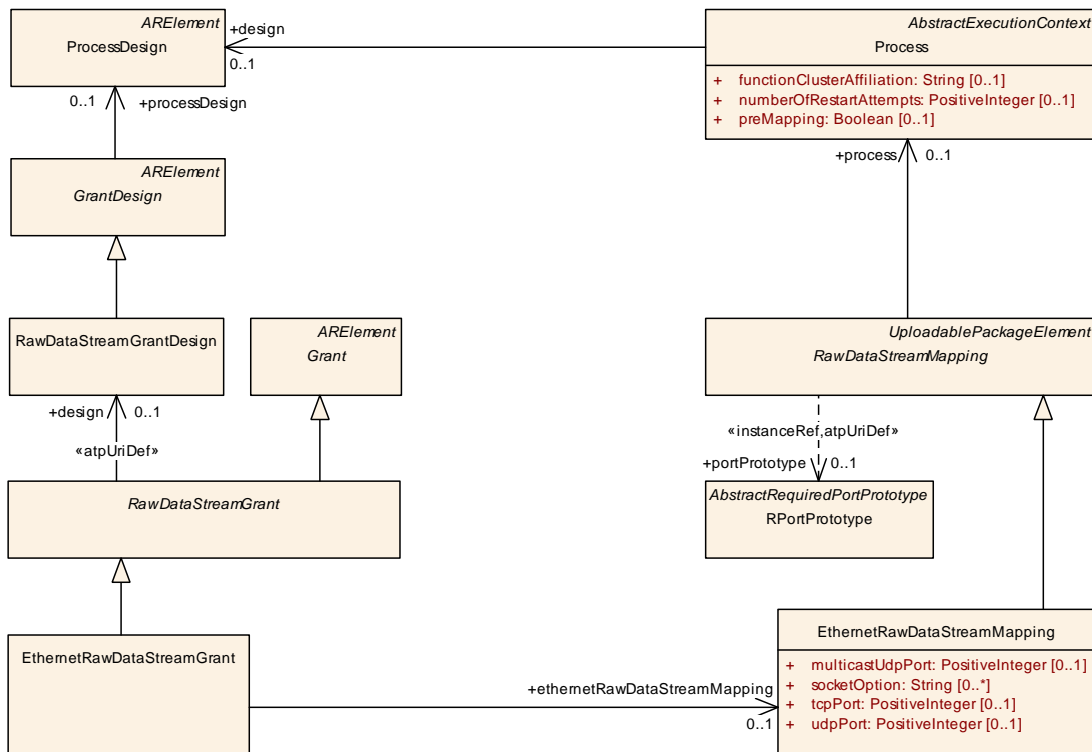 ARElement
ProcessDesign
+design
0..1
AbstractExecutionContext
Process
+ functionClusterAffiliation: String [0..1]
+ numberOfRestartAttempts: PositiveInteger [0..1]
+ preMapping: Boolean [0..1]
0..1
+processDesign
+process
0..1
ARElement
GrantDesign
RawDataStreamGrantDesign
ARElement
Grant
UploadablePackageElement
RawDataStreamMapping
+design
0..1
«atpUriDef»
«instanceRef,atpUriDef»
+portPrototype
0..1
RawDataStreamGrant
AbstractRequiredPortPrototype
RPortPrototype
EthernetRawDataStreamGrant
+ethernetRawDataStreamMapping
0..1
EthernetRawDataStreamMapping
+ multicastUdpPort: PositiveInteger [0..1]
+ socketOption: String [0..*]
+ tcpPort: PositiveInteger [0..1]
+ udpPort: PositiveInteger [0..1]